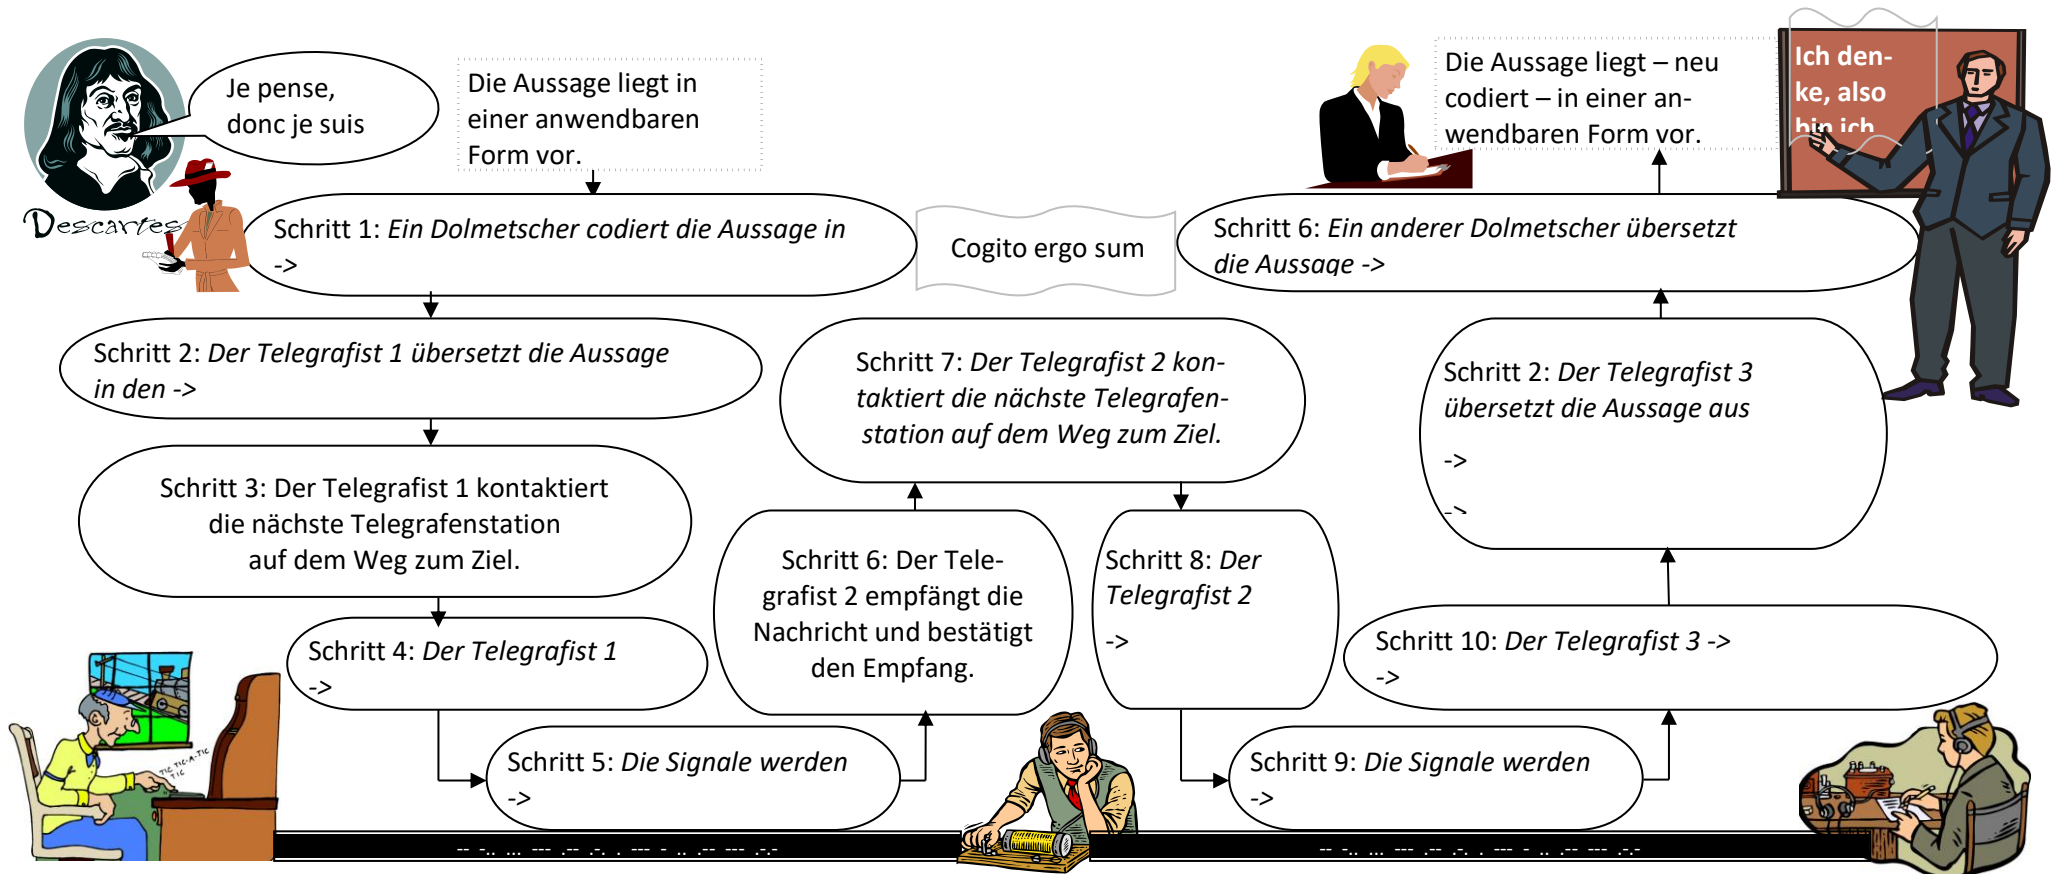 Je pense,
donc je suis
Descartes
Die Aussage liegt in
einer anwendbaren
Form vor.
Schritt 1: Ein Dolmetscher codiert die Aussage in
->
Cogito ergo sum
Schritt 2: Der Telegrafist 1 übersetzt die Aussage
in den ->
Schritt 3: Der Telegrafist 1 kontaktiert
die nächste Telegrafenstation
auf dem Weg zum Ziel.
Schritt 4: Der Telegrafist 1
->
TIC TIC-A-TIC
TIC
Schritt 5: Die Signale werden
->
-- -.. ... --- .-- .-. . --- - .. .-- --- .-.-
Schritt 6: Der Tele-
grafist 2 empfängt die
Nachricht und bestätigt
den Empfang.
Schritt 7: Der Telegrafist 2 kon-
taktiert die nächste Telegrafen-
station auf dem Weg zum Ziel.
Schritt 8: Der
Telegrafist 2
->
Schritt 9: Die Signale werden
->
-- -.. ... --- .-- .-. . --- - .. .-- --- .-.-
Schritt 10: Der Telegrafist 3 ->
->
Schritt 2: Der Telegrafist 3
übersetzt die Aussage aus
->
->
Schritt 6: Ein anderer Dolmetscher übersetzt
die Aussage ->
Die Aussage liegt – neu
codiert – in einer an-
wendbaren Form vor.
Ich den-
ke, also
bin ich